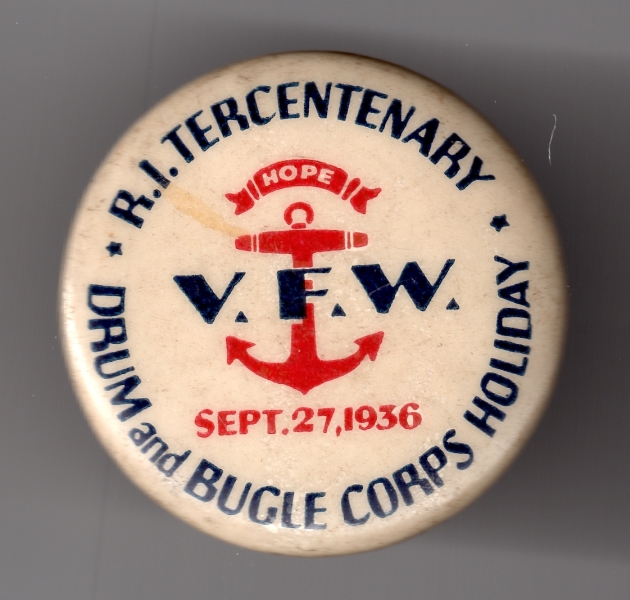 R.I. TERCENTENARY
HOPE
V.F.W.
SEPT. 27, 1936
DRUM and BUGLE CORPS HOLIDAY